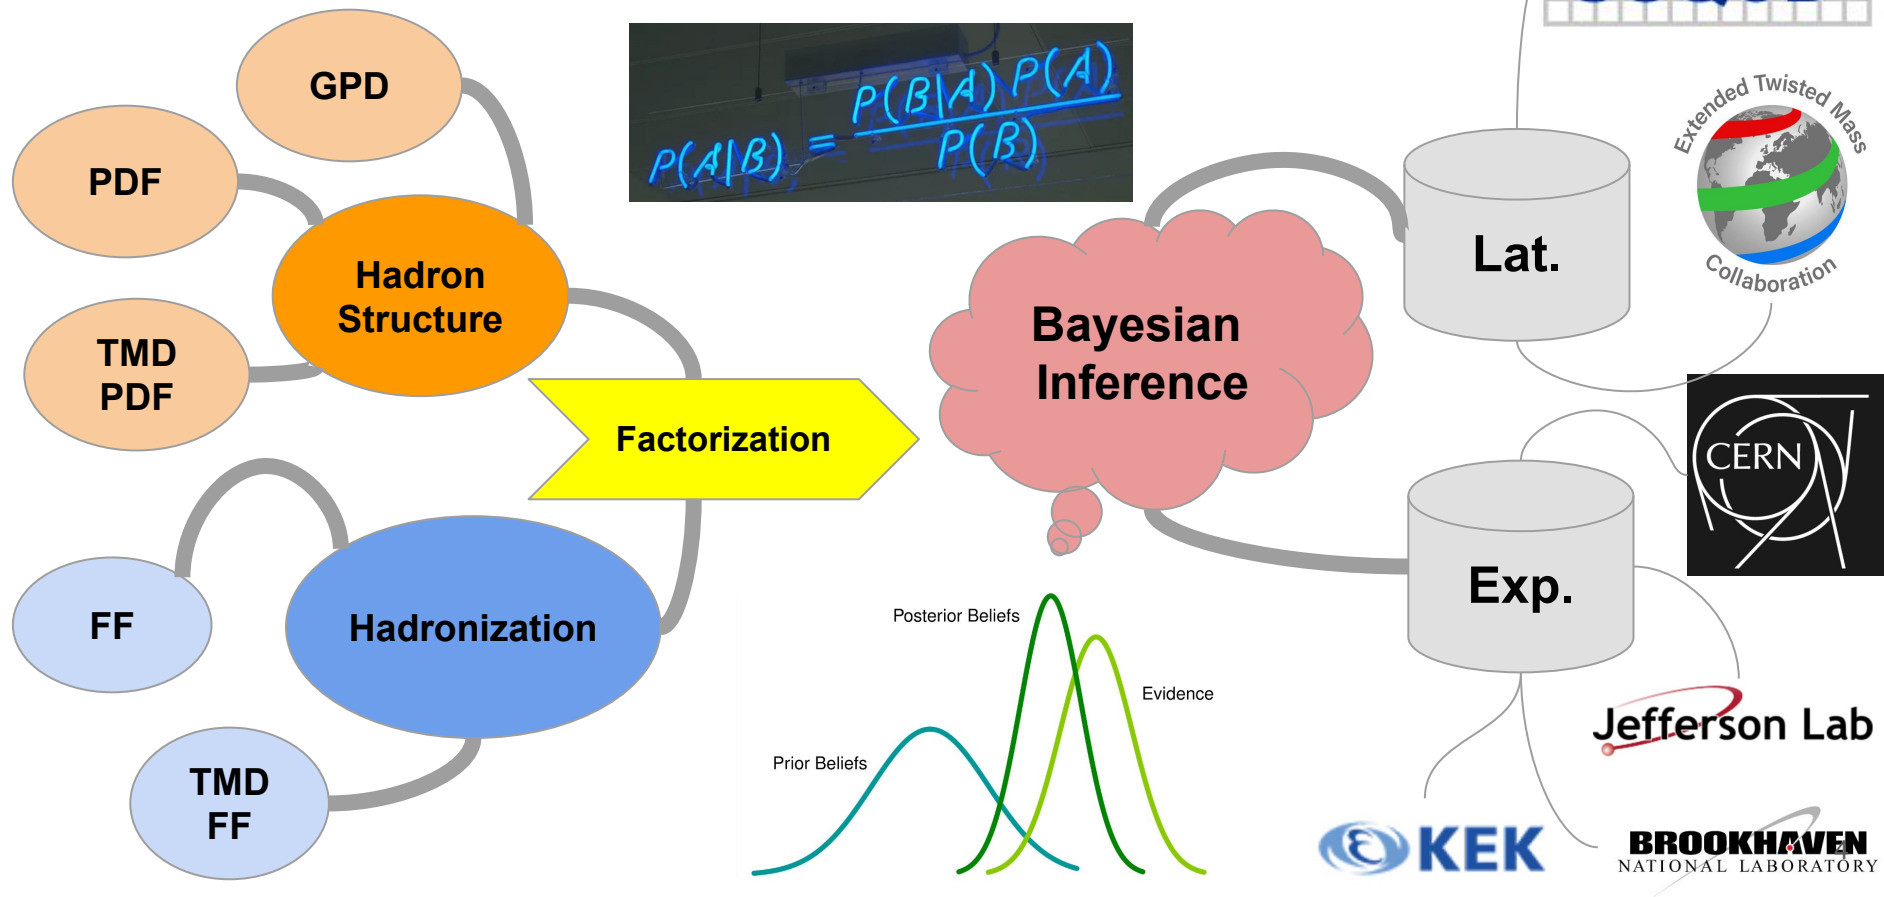 GPD
PDF
Hadron
Structure
TMD
PDF
Factorization
FF
Hadronization
TMD
FF
P(A|B) = P(B|A) P(A)
P(B)
Bayesian
Inference
Posterior Beliefs
Evidence
Prior Beliefs
Lat.
Extended Twisted Mass
Collaboration
CERN
Exp.
Jefferson Lab
KEK
BROOKHAVEN
NATIONAL LABORATORY
4